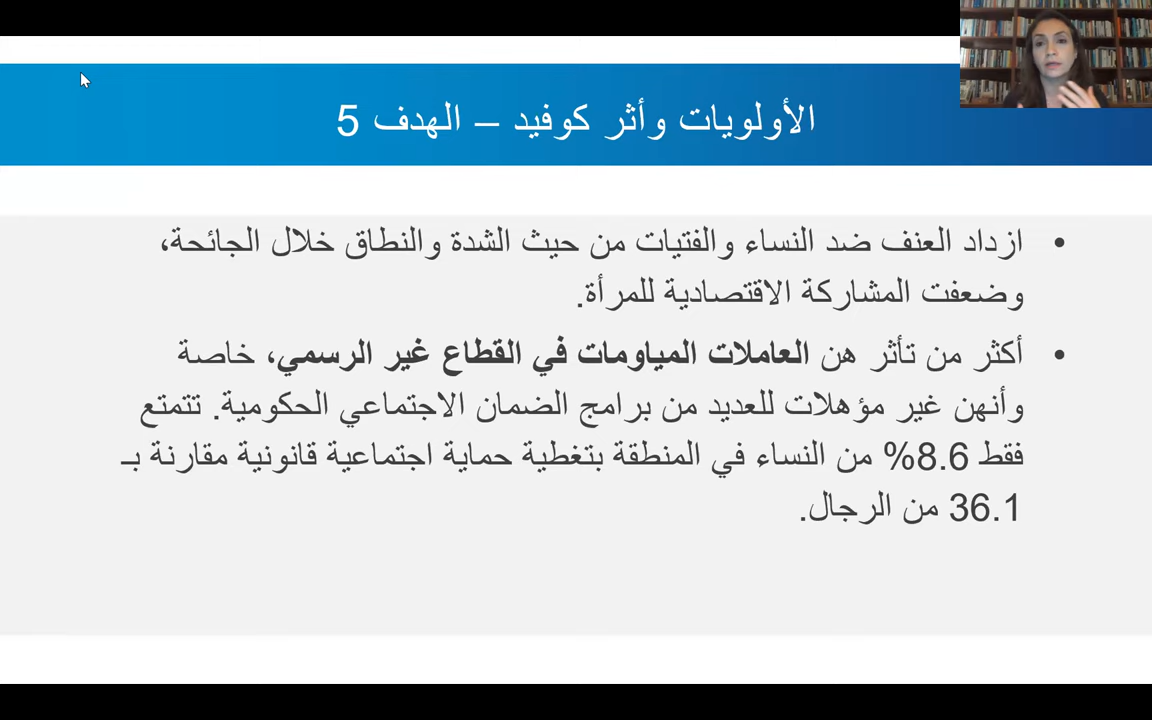 الأولويات وأثر كوفيد – الهدف 5
• ازداد العنف ضد النساء والفتيات من حيث الشدة والنطاق خلال الجائحة،
وضعفت المشاركة الاقتصادية للمرأة.
• أكثر من تأثر هن العاملات المياومات في القطاع غير الرسمي، خاصة
وأنهن غير مؤهلات للعديد من برامج الضمان الاجتماعي الحكومية. تتمتع
فقط 8.6% من النساء في المنطقة بتغطية حماية اجتماعية قانونية مقارنة بـ
36.1 من الرجال.